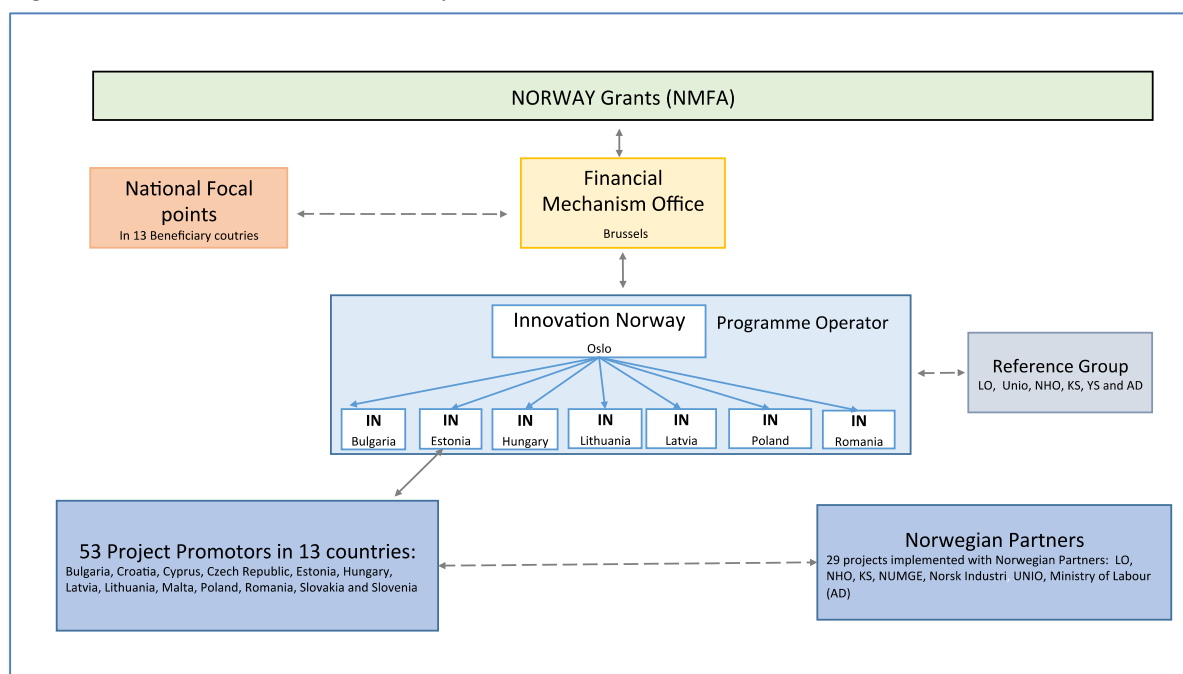 NORWAY Grants (NMFA)
National Focal
points
In 13 Beneficiary coutries
Financial
Mechanism Office
Brussels
Innovation Norway
Oslo
Programme Operator
Reference Group
LO, Unio, NHO, KS, YS and AD
IN
Bulgaria
IN
Estonia
IN
Hungary
IN
Lithuania
IN
Latvia
IN
Poland
IN
Romania
53 Project Promotors in 13 countries:
Bulgaria, Croatia, Cyprus, Czech Republic, Estonia, Hungary,
Latvia, Lithuania, Malta, Poland, Romania, Slovakia and Slovenia
Norwegian Partners
29 projects implemented with Norwegian Partners: LO,
NHO, KS, NUMGE, Norsk Industri, UNIO, Ministry of Labour
(AD)